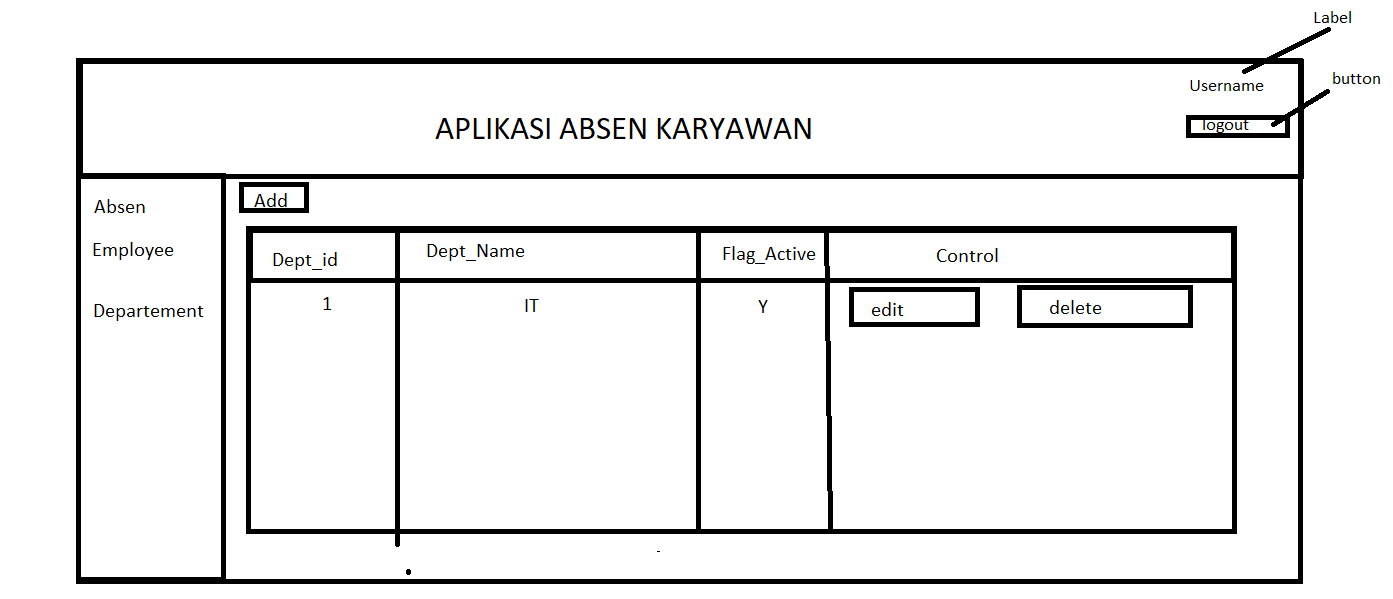 Label
Username
button
APLIKASI ABSEN KARYAWAN
logout
Absen
Employee
Departement
Add
Dept_id
Dept_Name
Flag_Active
Control
1
IT
Y
edit
delete